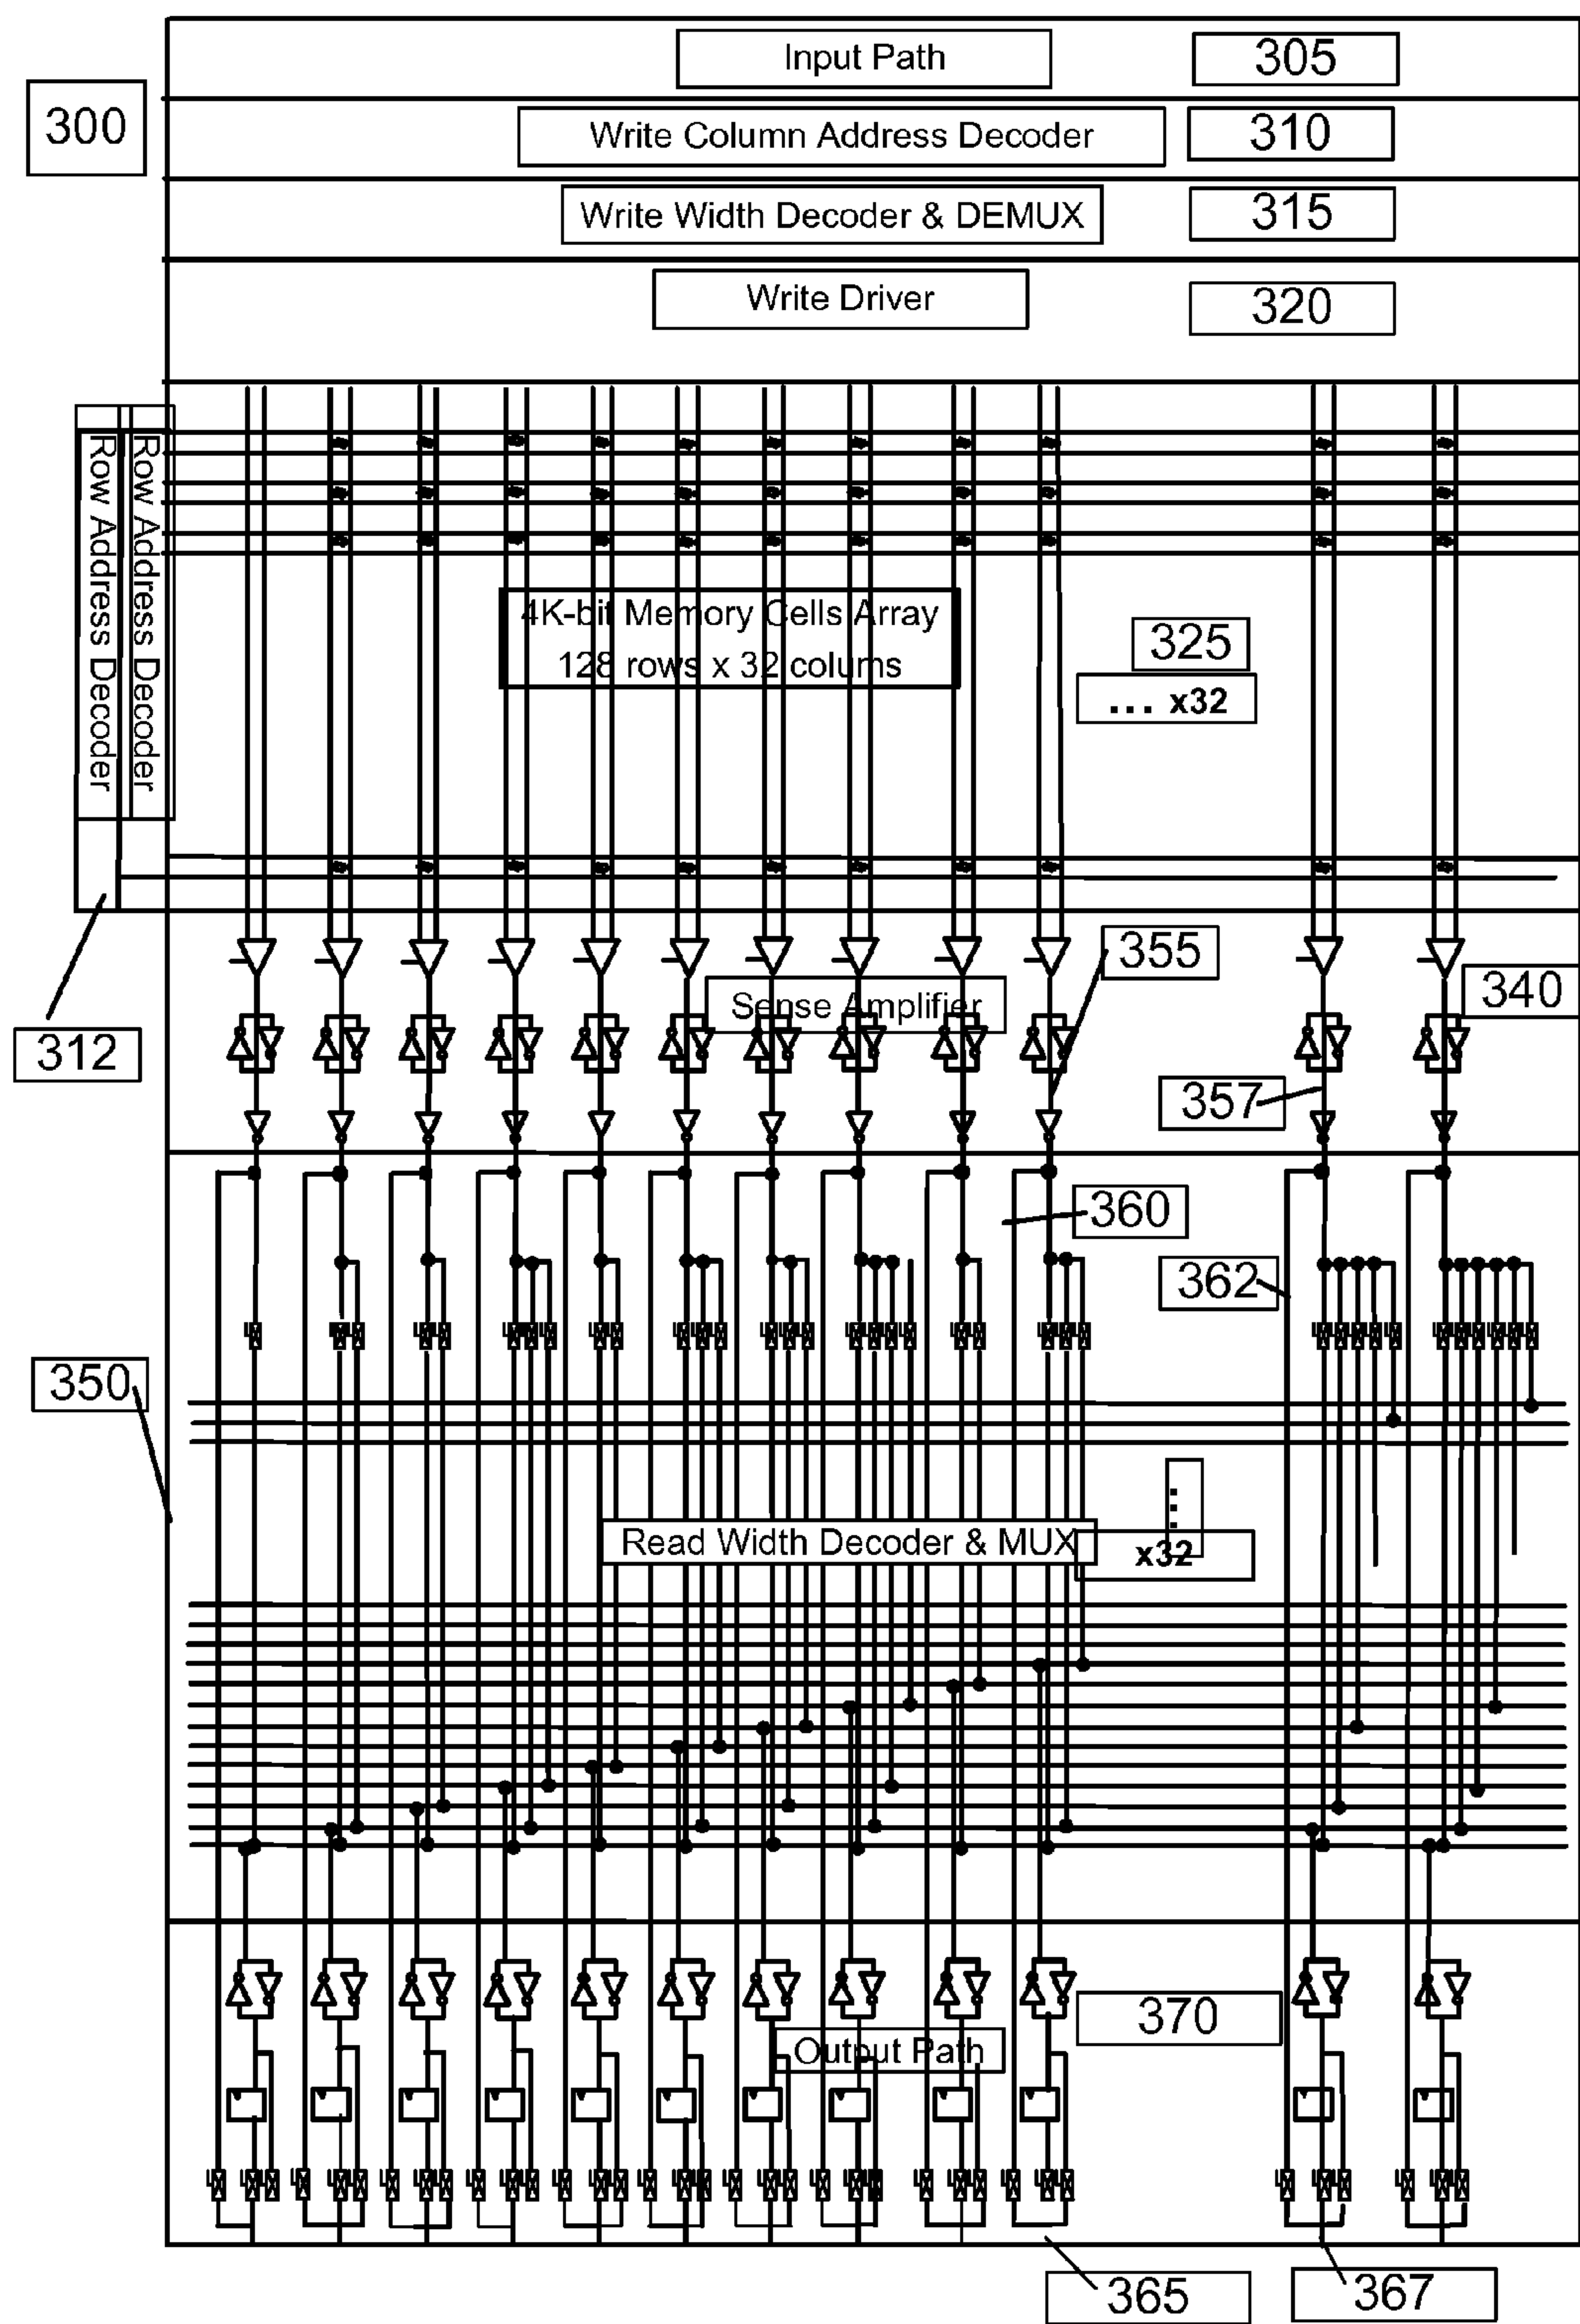 Input Path
305
300
Write Column Address Decoder
310
Write Width Decoder & DEMUX
315
Write Driver
320
Row Address Decoder
Row Address Decoder
4K-bit Memory Cells Array
128 rows x 32 colums
325
... x32
355
Sense Amplifier
340
312
357
360
362
350
Read Width Decoder & MUX
...
x32
370
Output Path
365
367